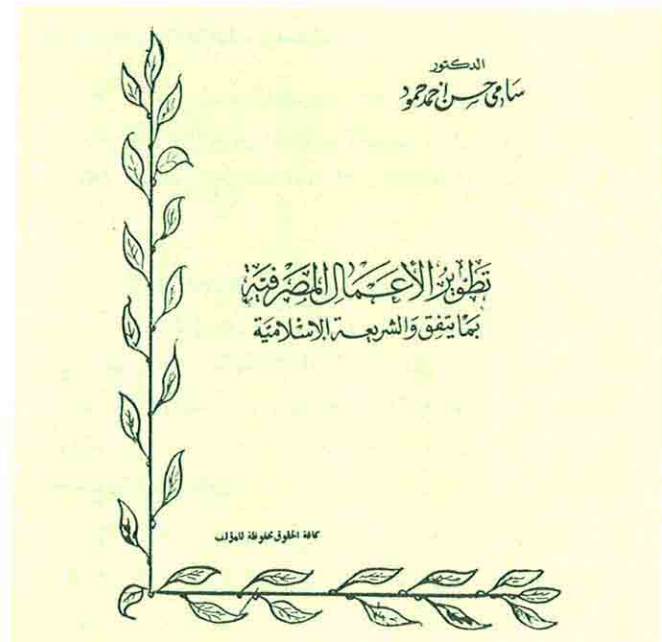 الدكتور
سامي حسن احمد حمود
تطوير الأعمال المصرفية
بما يتفق والشريعة الإسلامية
كافة الحقوق محفوظة للمؤلف